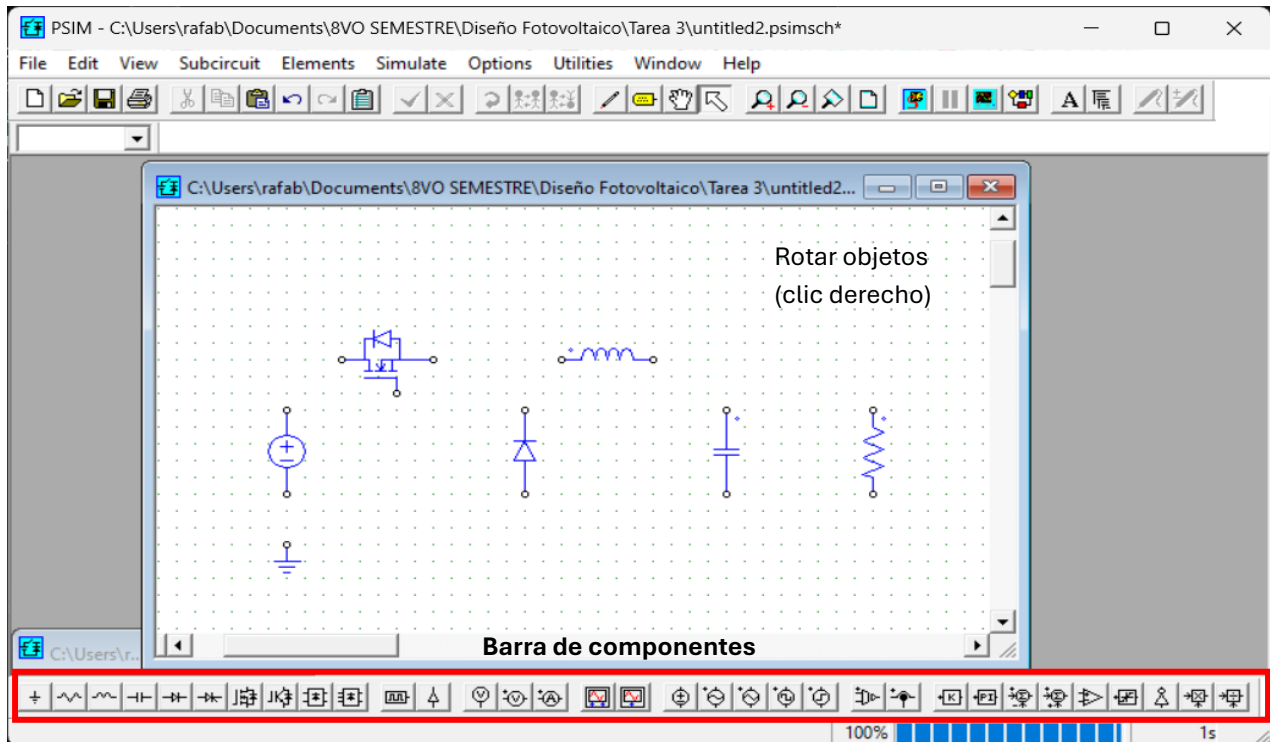 PSIM - C:\Users\rafab\Documents\8VO SEMESTRE\Diseño Fotovoltaico\Tarea 3\untitled2.psimsch*
File Edit View Subcircuit Elements Simulate Options Utilities Window Help
A
C:\Users\rafab\Documents\8VO SEMESTRE\Diseño Fotovoltaico\Tarea 3\untitled2...
Rotar objetos
(clic derecho)
C:\Users\r...
Barra de componentes
V V A K PI
100% 1s